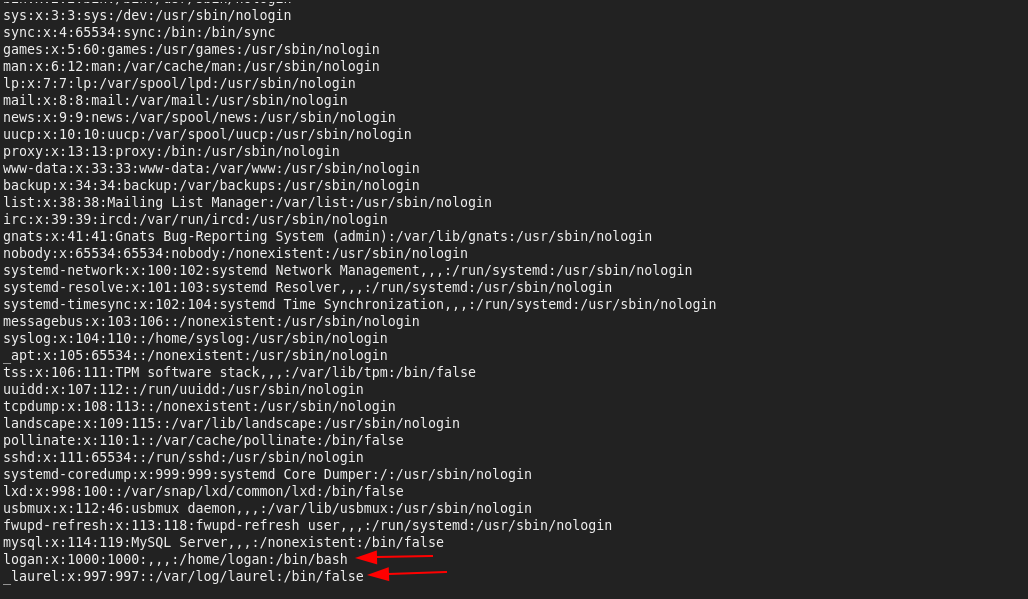 sys:x:3:3:sys:/dev:/usr/sbin/nologin
sync:x:4:65534:sync:/bin:/bin/sync
games:x:5:60:games:/usr/games:/usr/sbin/nologin
man:x:6:12:man:/var/cache/man:/usr/sbin/nologin
lp:x:7:7:lp:/var/spool/lpd:/usr/sbin/nologin
mail:x:8:8:mail:/var/mail:/usr/sbin/nologin
news:x:9:9:news:/var/spool/news:/usr/sbin/nologin
uucp:x:10:10:uucp:/var/spool/uucp:/usr/sbin/nologin
proxy:x:13:13:proxy:/bin:/usr/sbin/nologin
www-data:x:33:33:www-data:/var/www:/usr/sbin/nologin
backup:x:34:34:backup:/var/backups:/usr/sbin/nologin
list:x:38:38:Mailing List Manager:/var/list:/usr/sbin/nologin
irc:x:39:39:ircd:/var/run/ircd:/usr/sbin/nologin
gnats:x:41:41:Gnats Bug-Reporting System (admin):/var/lib/gnats:/usr/sbin/nologin
nobody:x:65534:65534:nobody:/nonexistent:/usr/sbin/nologin
systemd-network:x:100:102:systemd Network Management,,,:/run/systemd:/usr/sbin/nologin
systemd-resolve:x:101:103:systemd Resolver,,,:/run/systemd:/usr/sbin/nologin
systemd-timesync:x:102:104:systemd Time Synchronization,,,:/run/systemd:/usr/sbin/nologin
messagebus:x:103:106::/nonexistent:/usr/sbin/nologin
syslog:x:104:110::/home/syslog:/usr/sbin/nologin
_apt:x:105:65534::/nonexistent:/usr/sbin/nologin
tss:x:106:111:TPM software stack,,,:/var/lib/tpm:/bin/false
uuidd:x:107:112::/run/uuidd:/usr/sbin/nologin
tcpdump:x:108:113::/nonexistent:/usr/sbin/nologin
landscape:x:109:115::/var/lib/landscape:/usr/sbin/nologin
pollinate:x:110:1::/var/cache/pollinate:/bin/false
sshd:x:111:65534::/run/sshd:/usr/sbin/nologin
systemd-coredump:x:999:999:systemd Core Dumper:/:/usr/sbin/nologin
lxd:x:998:100::/var/snap/lxd/common/lxd:/bin/false
usbmux:x:112:46:usbmux daemon,,,:/var/lib/usbmux:/usr/sbin/nologin
fwupd-refresh:x:113:118:fwupd-refresh user,,,:/run/systemd:/usr/sbin/nologin
mysql:x:114:119:MySQL Server,,,:/nonexistent:/bin/false
logan:x:1000:1000:,,,:/home/logan:/bin/bash
_laurel:x:997:997::/var/log/laurel:/bin/false